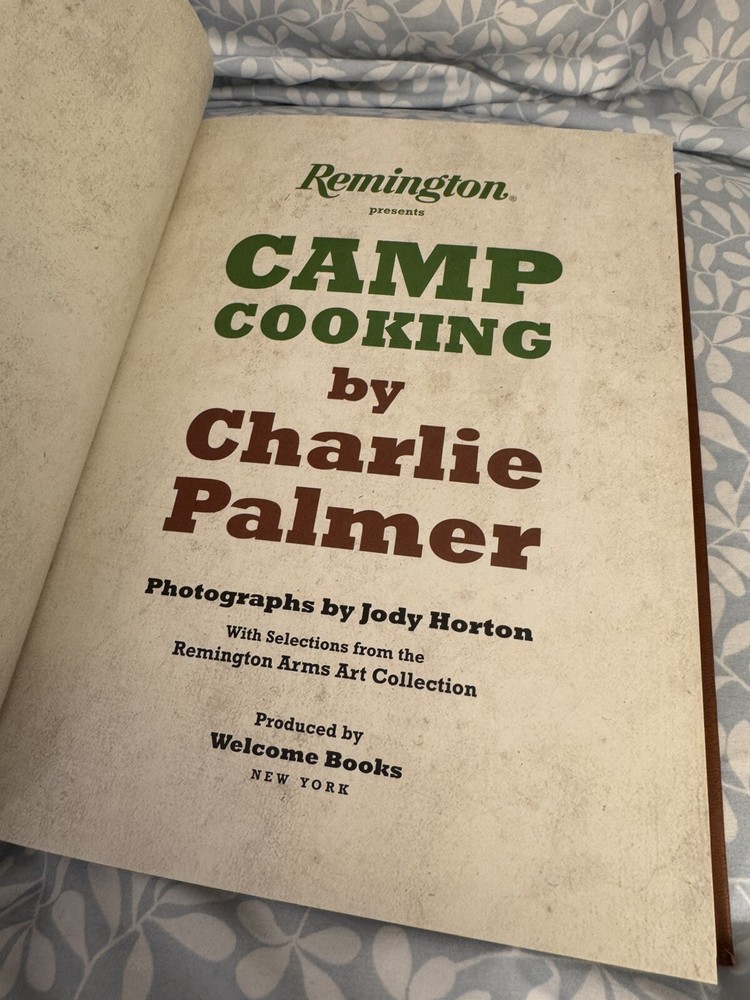 Remington®
presents
CAMP
COOKING
by
Charlie
Palmer
Photographs by Jody Horton
With Selections from the
Remington Arms Art Collection
Produced by
Welcome Books
NEW YORK